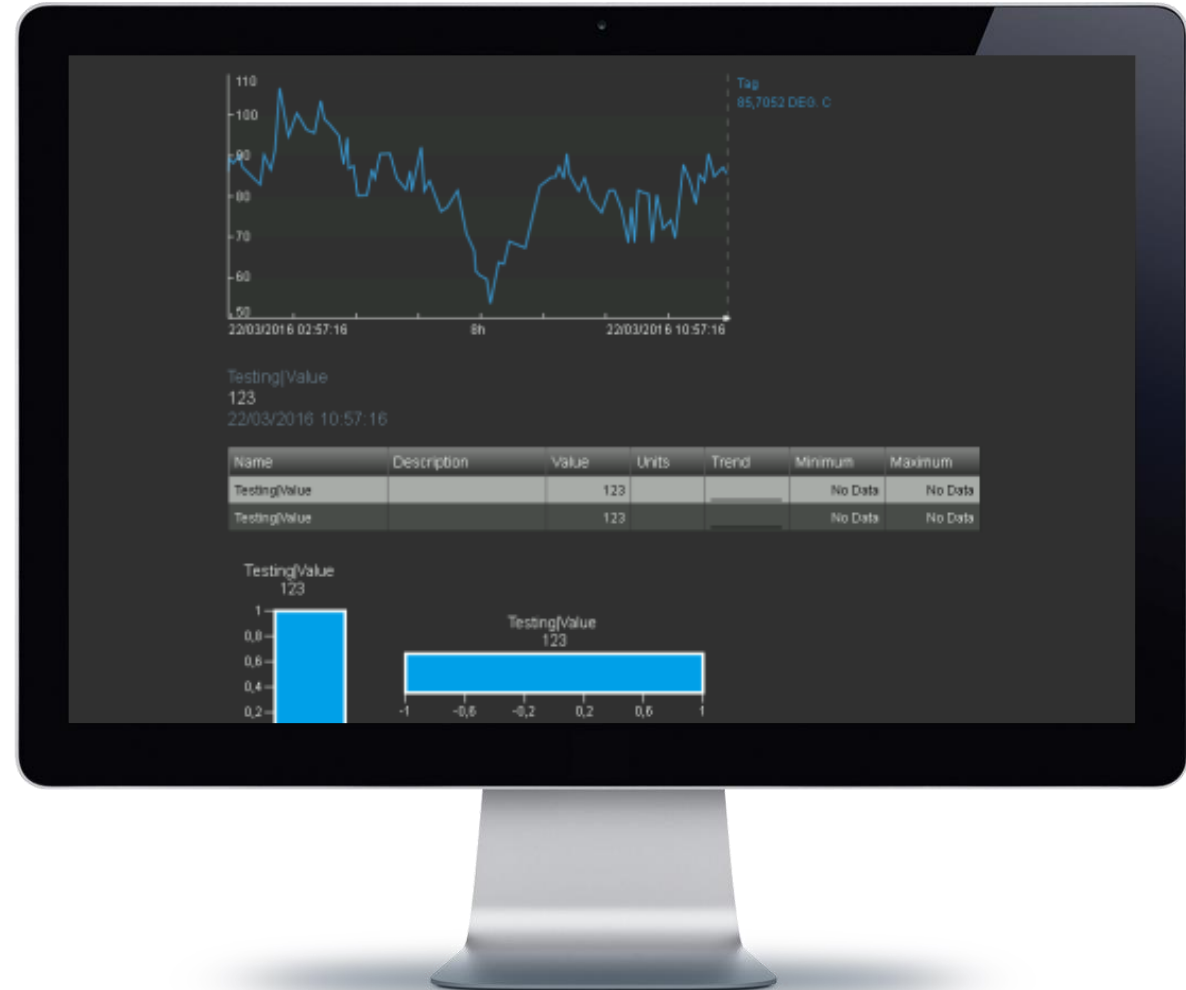 110
100
90
80
70
60
50
22/03/2016 02:57:16 8h 22/03/2016 10:57:16
Tag
85,7052 DEG. C
Testing|Value
123
22/03/2016 10:57:16
Name Description Value Units Trend Minimum Maximum
Testing|Value 123 No Data No Data
Testing|Value 123 No Data No Data
Testing|Value
123
1
0,8
0,6
0,4
0,2
Testing|Value
123
-1 -0,6 -0,2 0,2 0,6 1